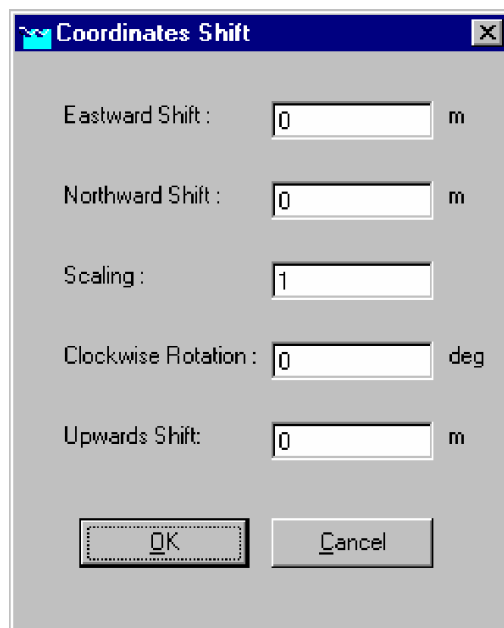 Coordinates Shift
Eastward Shift : 0 m
Northward Shift : 0 m
Scaling : 1
Clockwise Rotation : 0 deg
Upwards Shift: 0 m
OK Cancel